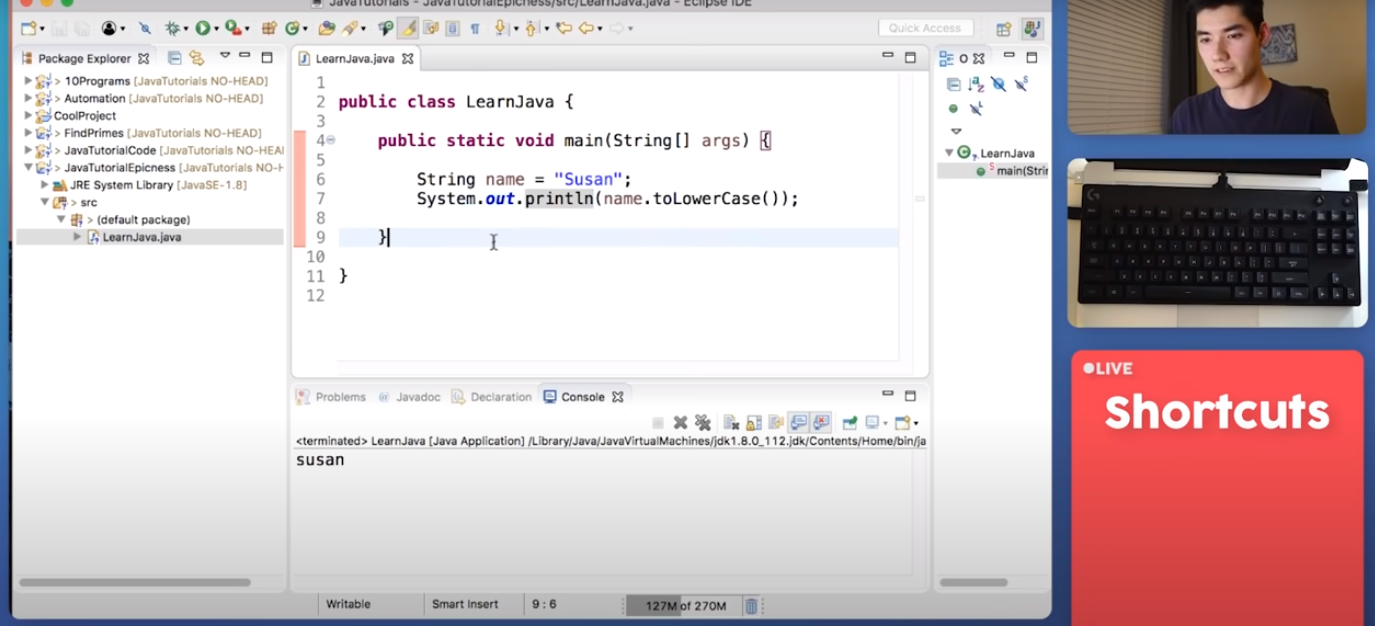 JavaTutorials - JavaTutorialEpicness/src/LearnJava.java - Eclipse IDE
Quick Access
Package Explorer
10Programs [JavaTutorials NO-HEAD]
Automation [JavaTutorials NO-HEAD]
CoolProject
FindPrimes [JavaTutorials NO-HEAD]
JavaTutorialCode [JavaTutorials NO-HEA
JavaTutorialEpicness [JavaTutorials NO-H
JRE System Library [JavaSE-1.8]
src
(default package)
LearnJava.java
LearnJava.java
1
2 public class LearnJava {
3
4 public static void main(String[] args) {
5
6 String name = "Susan";
7 System.out.println(name.toLowerCase());
8
9 }
10
11 }
12
LearnJava
main(Strin
Problems @ Javadoc Declaration Console
<terminated> LearnJava [Java Application] /Library/Java/JavaVirtualMachines/jdk1.8.0_112.jdk/Contents/Home/bin/ja
susan
Writable Smart Insert 9 : 6 127M of 270M
LIVE
Shortcuts